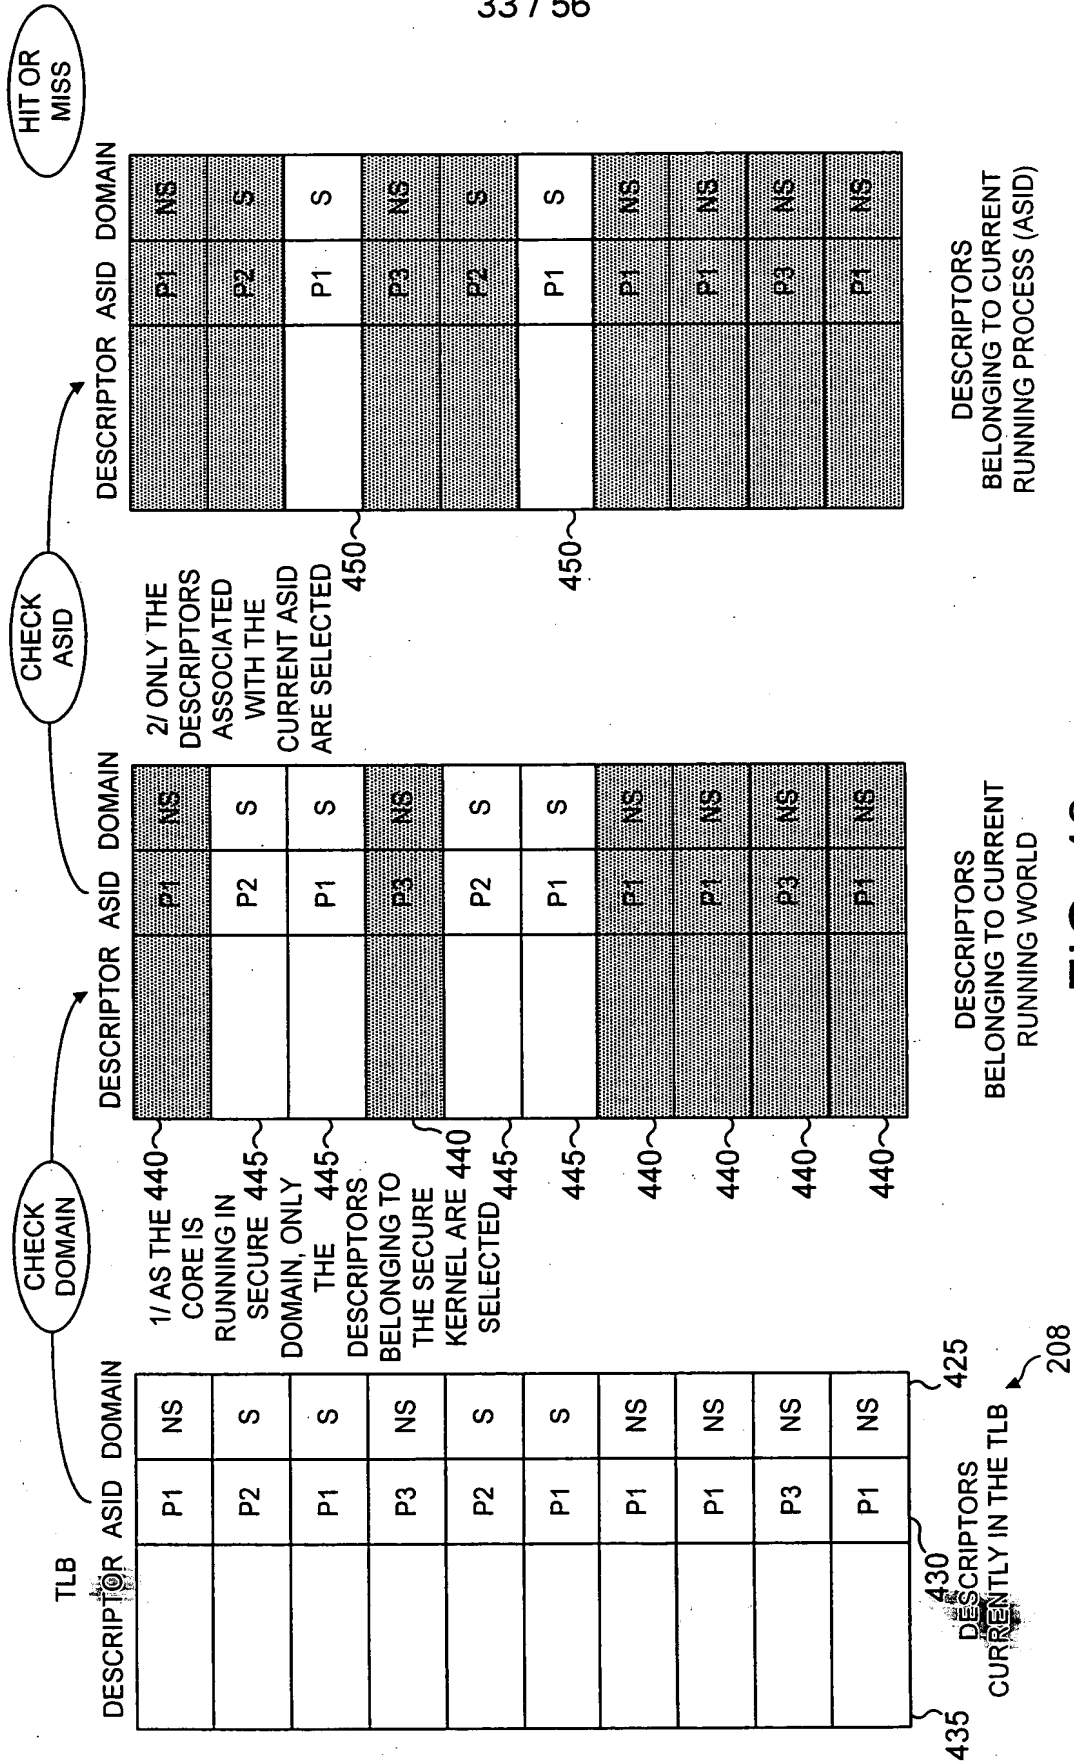 33 / 56
TLB
DESCRIPTOR ASID DOMAIN
P1 NS
P2 S
P1 S
P3 NS
P2 S
P1 S
P1 NS
P1 NS
P3 NS
P1 NS
435
430
425
DESCRIPTORS
CURRENTLY IN THE TLB
208
CHECK
DOMAIN
1/ AS THE
CORE IS
RUNNING IN
SECURE
DOMAIN, ONLY
THE
DESCRIPTORS
BELONGING TO
THE SECURE
KERNEL ARE
SELECTED
440
445
445
440
445
445
440
440
440
440
DESCRIPTOR ASID DOMAIN
P1 NS
P2 S
P1 S
P3 NS
P2 S
P1 S
P1 NS
P1 NS
P3 NS
P1 NS
DESCRIPTORS
BELONGING TO CURRENT
RUNNING WORLD
CHECK
ASID
2/ ONLY THE
DESCRIPTORS
ASSOCIATED
WITH THE
CURRENT ASID
ARE SELECTED
450
450
DESCRIPTOR ASID DOMAIN
P1 NS
P2 S
P1 S
P3 NS
P2 S
P1 S
P1 NS
P1 NS
P3 NS
P1 NS
DESCRIPTORS
BELONGING TO CURRENT
RUNNING PROCESS (ASID)
HIT OR
MISS